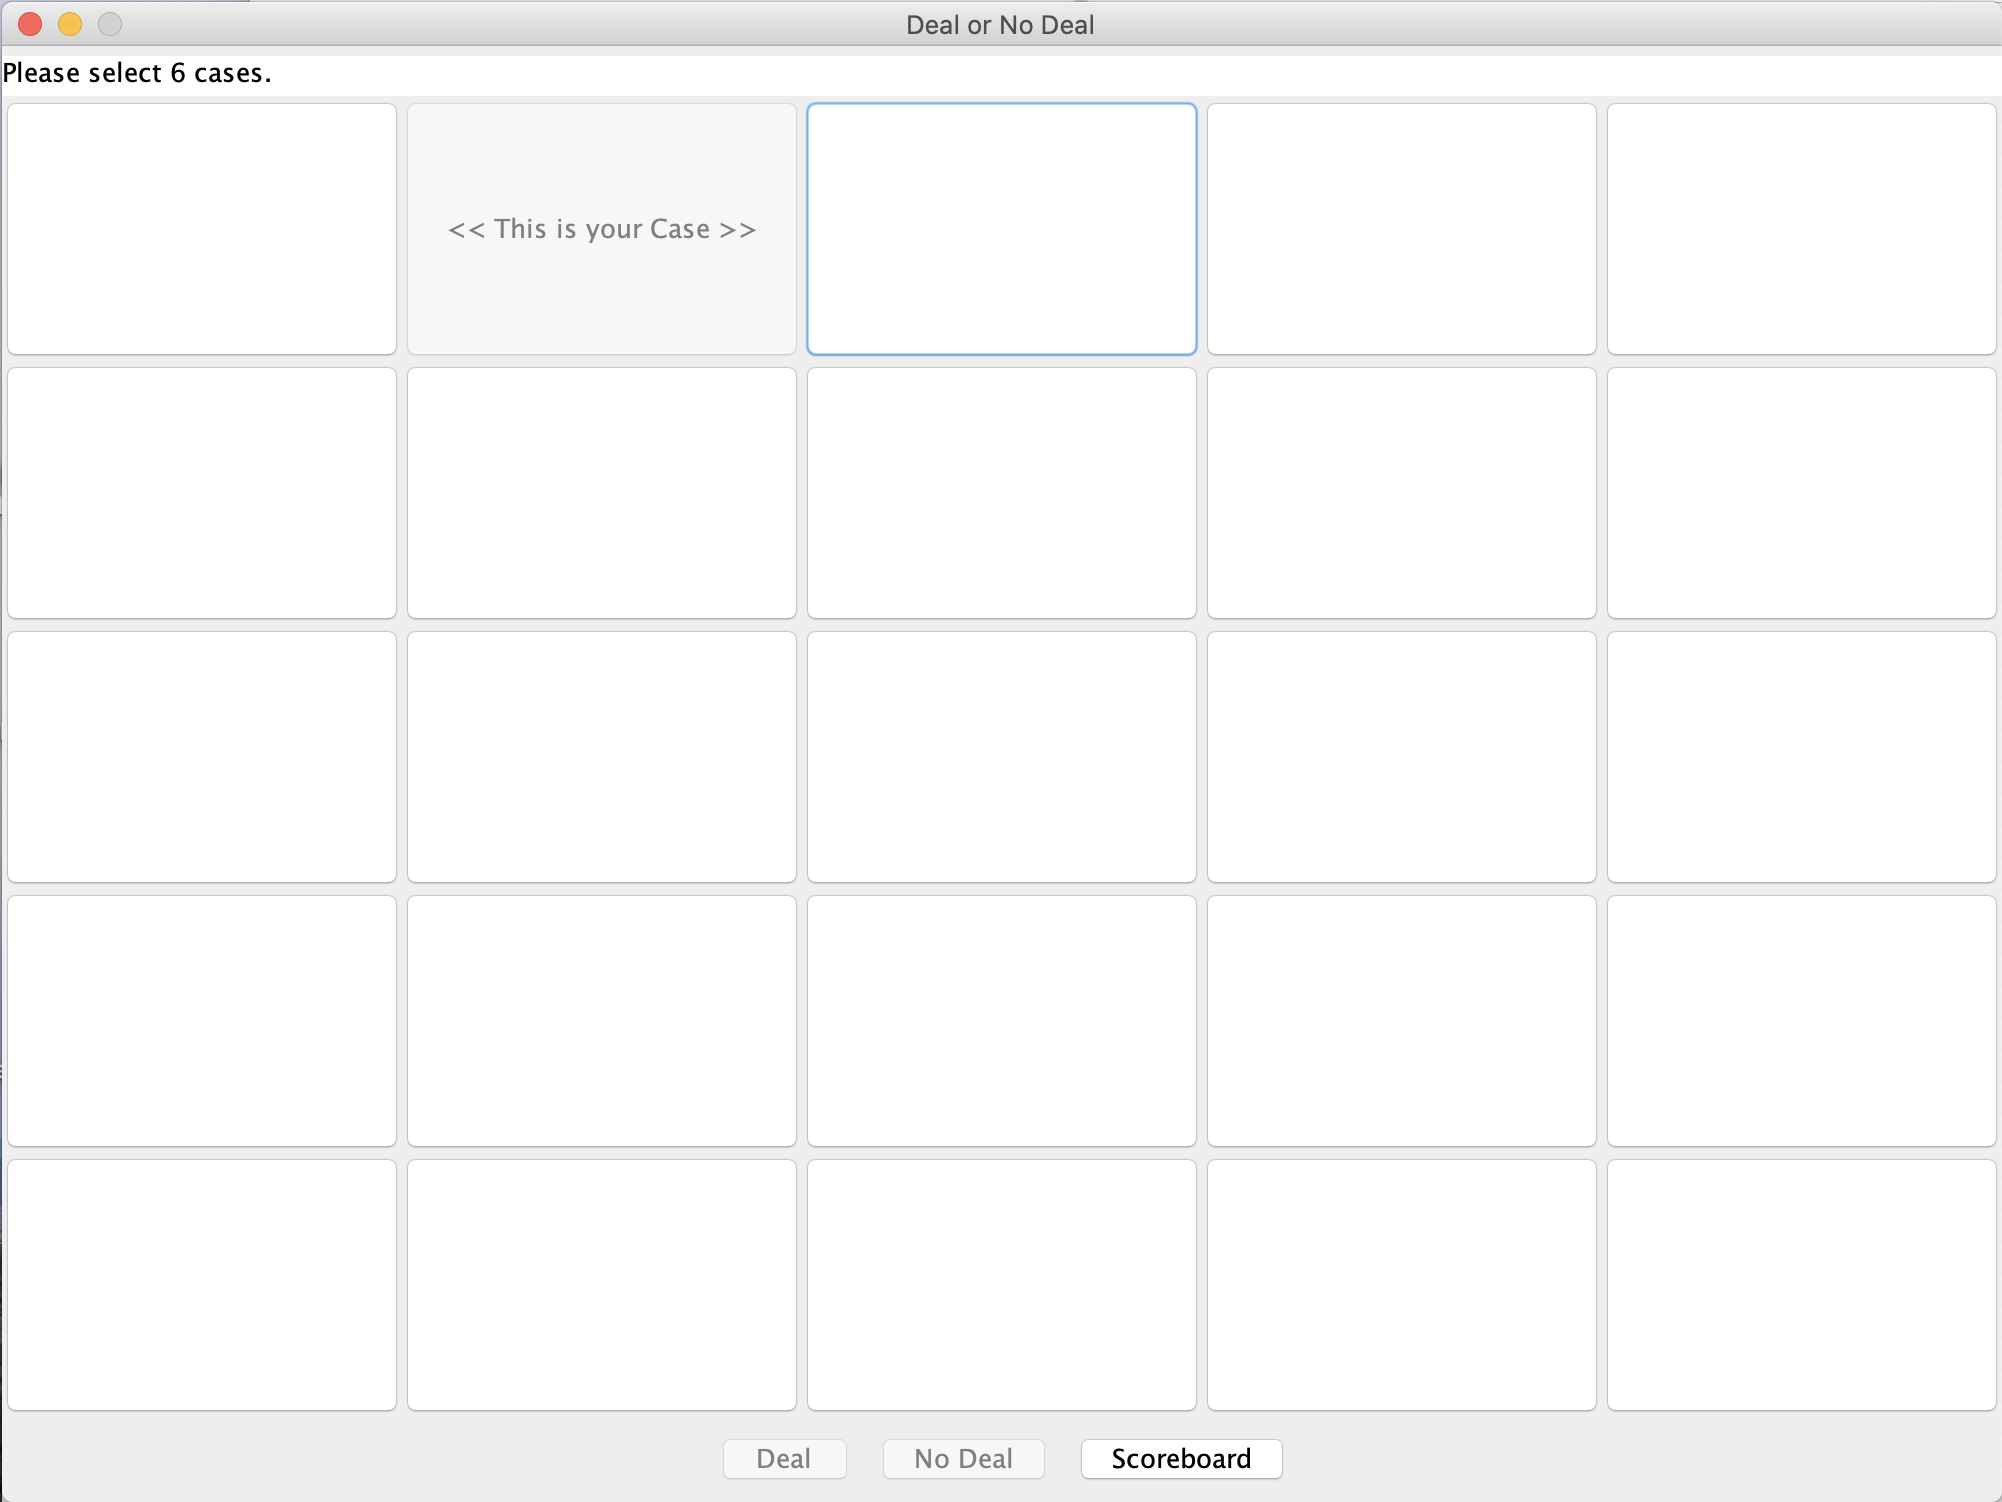 Deal or No Deal
Please select 6 cases.
<< This is your Case >>
Deal
No Deal
Scoreboard